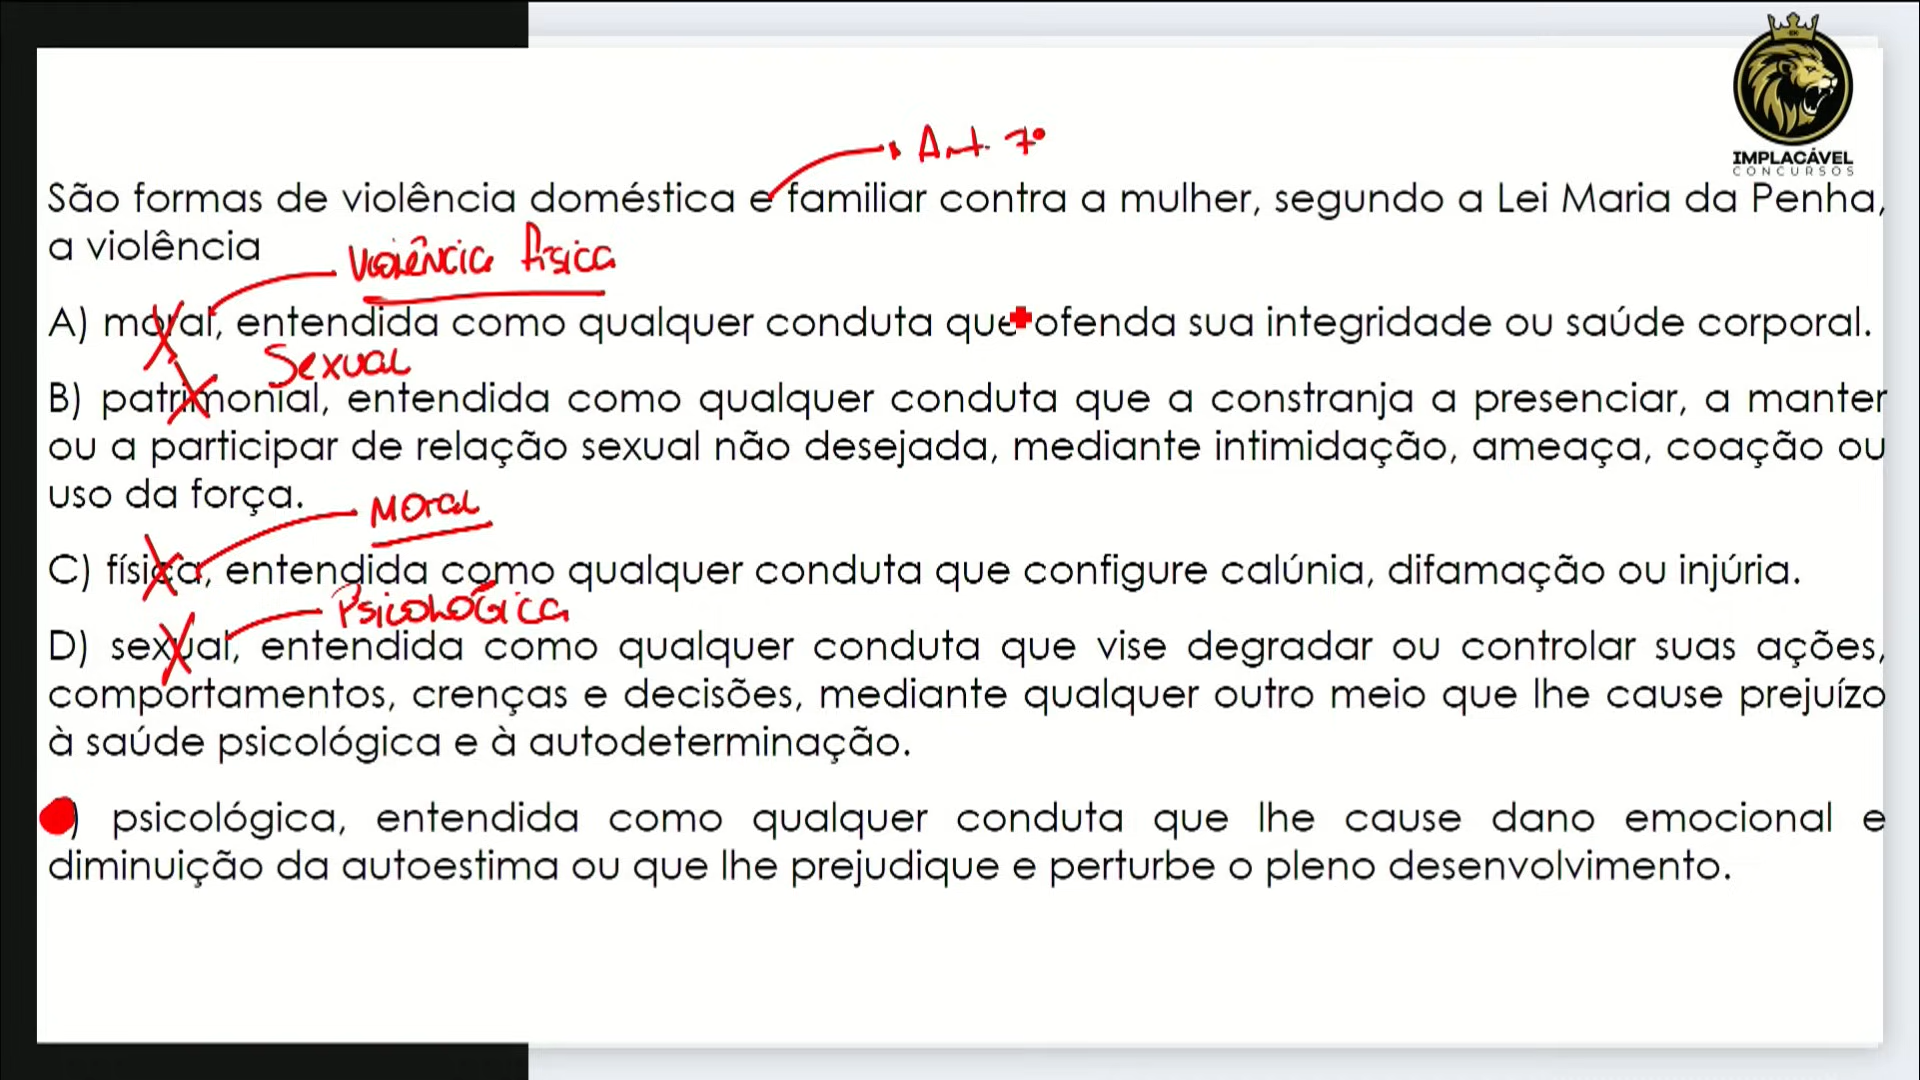 IMPLACÁVEL
CONCURSOS
Art. 7º
São formas de violência doméstica e familiar contra a mulher, segundo a Lei Maria da Penha,
a violência
Violência física
A) moral, entendida como qualquer conduta que ofenda sua integridade ou saúde corporal.
Sexual
B) patrimonial, entendida como qualquer conduta que a constranja a presenciar, a manter
ou a participar de relação sexual não desejada, mediante intimidação, ameaça, coação ou
uso da força.
Moral
C) física, entendida como qualquer conduta que configure calúnia, difamação ou injúria.
Psicológica
D) sexual, entendida como qualquer conduta que vise degradar ou controlar suas ações,
comportamentos, crenças e decisões, mediante qualquer outro meio que lhe cause prejuízo
à saúde psicológica e à autodeterminação.
) psicológica, entendida como qualquer conduta que lhe cause dano emocional e
diminuição da autoestima ou que lhe prejudique e perturbe o pleno desenvolvimento.